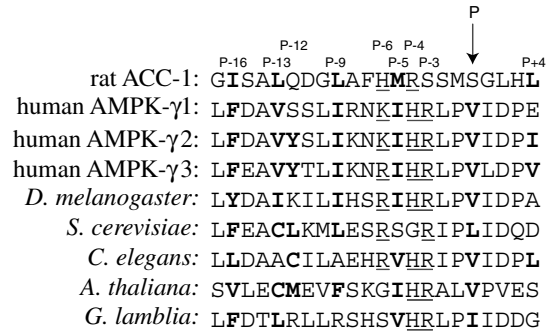 P
P-12 P-6 P-4
P-16 P-13 P-9 P-5 P-3 P+4
rat ACC-1: GISALQDGLAFHMRSSMSGLHL
human AMPK-γ1: LFDAVSSLIRNKIHRLPVIDPE
human AMPK-γ2: LFDAVYSLIKNKIHRLPVIDPI
human AMPK-γ3: LFEAVYTLIKNRIHRLPVLDPV
D. melanogaster: LYDAIKILIHSRIHRLPVIDPA
S. cerevisiae: LFEACLKMLESRSGRIPLIDQD
C. elegans: LLDAACILAEHRVHRIPVIDPL
A. thaliana: SVLECMEVFSKGIHRALVPVES
G. lamblia: LFDTLRLLRSHSVHRLPIIDDG